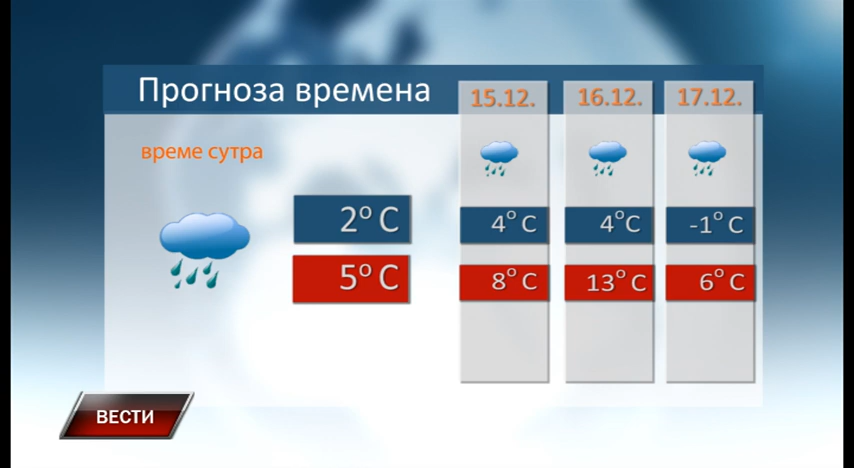 Прогноза времена
време сутра
2° C
5° C
15.12.
4° C
8° C
16.12.
4°C
13° C
17.12.
-1° C
6° C
ВЕСТИ